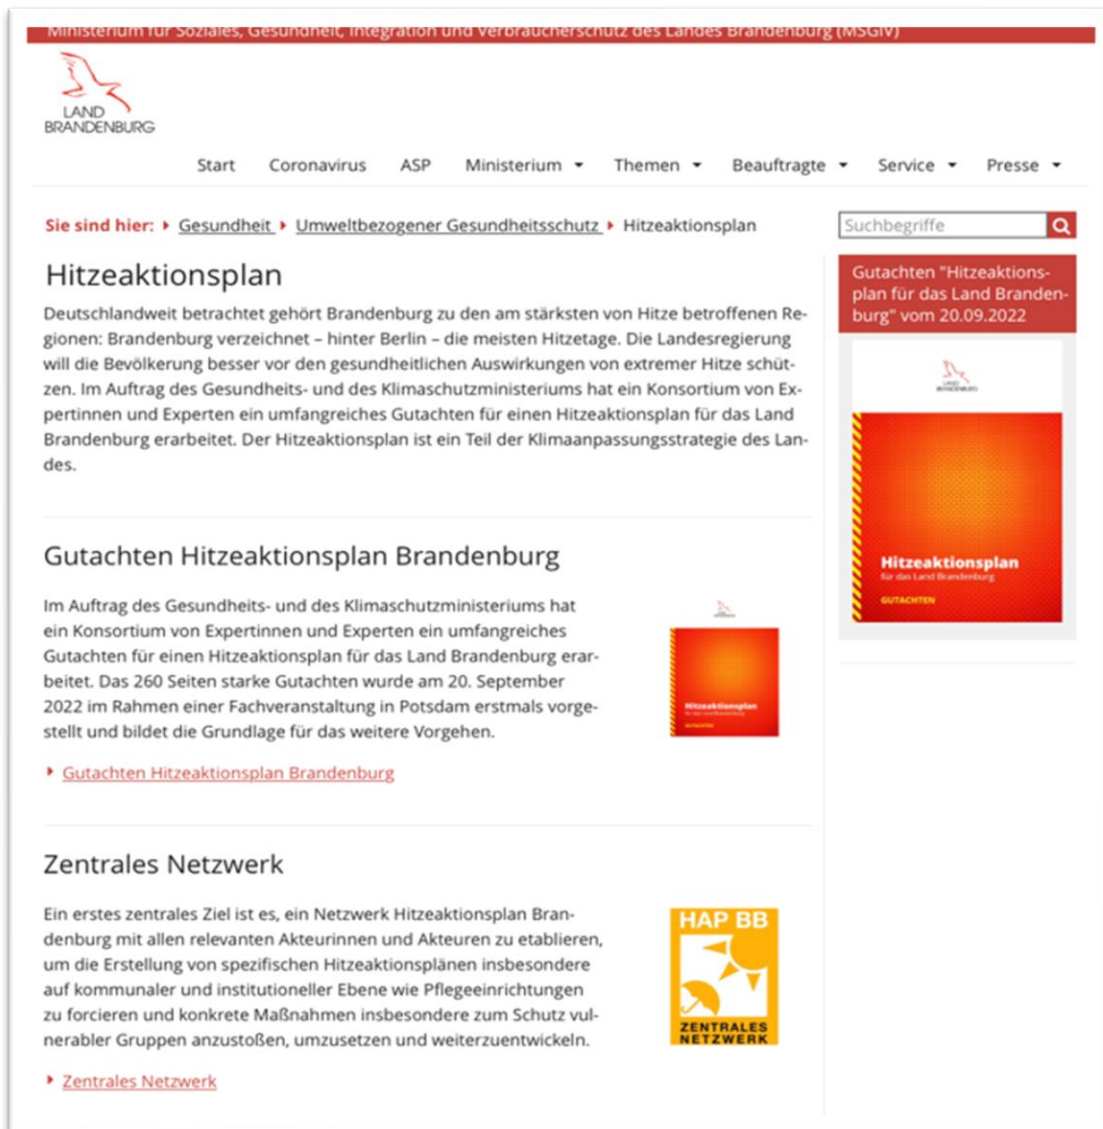 Ministerium für Soziales, Gesundheit, Integration und Verbraucherschutz des Landes Brandenburg (MSGIV)
LAND
BRANDENBURG
Start Coronavirus ASP Ministerium Themen Beauftragte Service Presse
Sie sind hier: Gesundheit Umweltbezogener Gesundheitsschutz Hitzeaktionsplan
Suchbegriffe
Hitzeaktionsplan
Deutschlandweit betrachtet gehört Brandenburg zu den am stärksten von Hitze betroffenen Re-
gionen: Brandenburg verzeichnet – hinter Berlin – die meisten Hitzetage. Die Landesregierung
will die Bevölkerung besser vor den gesundheitlichen Auswirkungen von extremer Hitze schüt-
zen. Im Auftrag des Gesundheits- und des Klimaschutzministeriums hat ein Konsortium von Ex-
pertinnen und Experten ein umfangreiches Gutachten für einen Hitzeaktionsplan für das Land
Brandenburg erarbeitet. Der Hitzeaktionsplan ist ein Teil der Klimaanpassungsstrategie des Lan-
des.
Gutachten Hitzeaktionsplan Brandenburg
Im Auftrag des Gesundheits- und des Klimaschutzministeriums hat
ein Konsortium von Expertinnen und Experten ein umfangreiches
Gutachten für einen Hitzeaktionsplan für das Land Brandenburg erar-
beitet. Das 260 Seiten starke Gutachten wurde am 20. September
2022 im Rahmen einer Fachveranstaltung in Potsdam erstmals vorge-
stellt und bildet die Grundlage für das weitere Vorgehen.
Hitzeaktionsplan
für das Land Brandenburg
GUTACHTEN
Gutachten Hitzeaktionsplan Brandenburg
Zentrales Netzwerk
Ein erstes zentrales Ziel ist es, ein Netzwerk Hitzeaktionsplan Bran-
denburg mit allen relevanten Akteurinnen und Akteuren zu etablieren,
um die Erstellung von spezifischen Hitzeaktionsplänen insbesondere
auf kommunaler und institutioneller Ebene wie Pflegeeinrichtungen
zu forcieren und konkrete Maßnahmen insbesondere zum Schutz vul-
nerabler Gruppen anzustoßen, umzusetzen und weiterzuentwickeln.
HAP BB
ZENTRALES
NETZWERK
Zentrales Netzwerk
Gutachten "Hitzeaktions-
plan für das Land Branden-
burg" vom 20.09.2022
LAND
BRANDENBURG
Hitzeaktionsplan
für das Land Brandenburg
GUTACHTEN